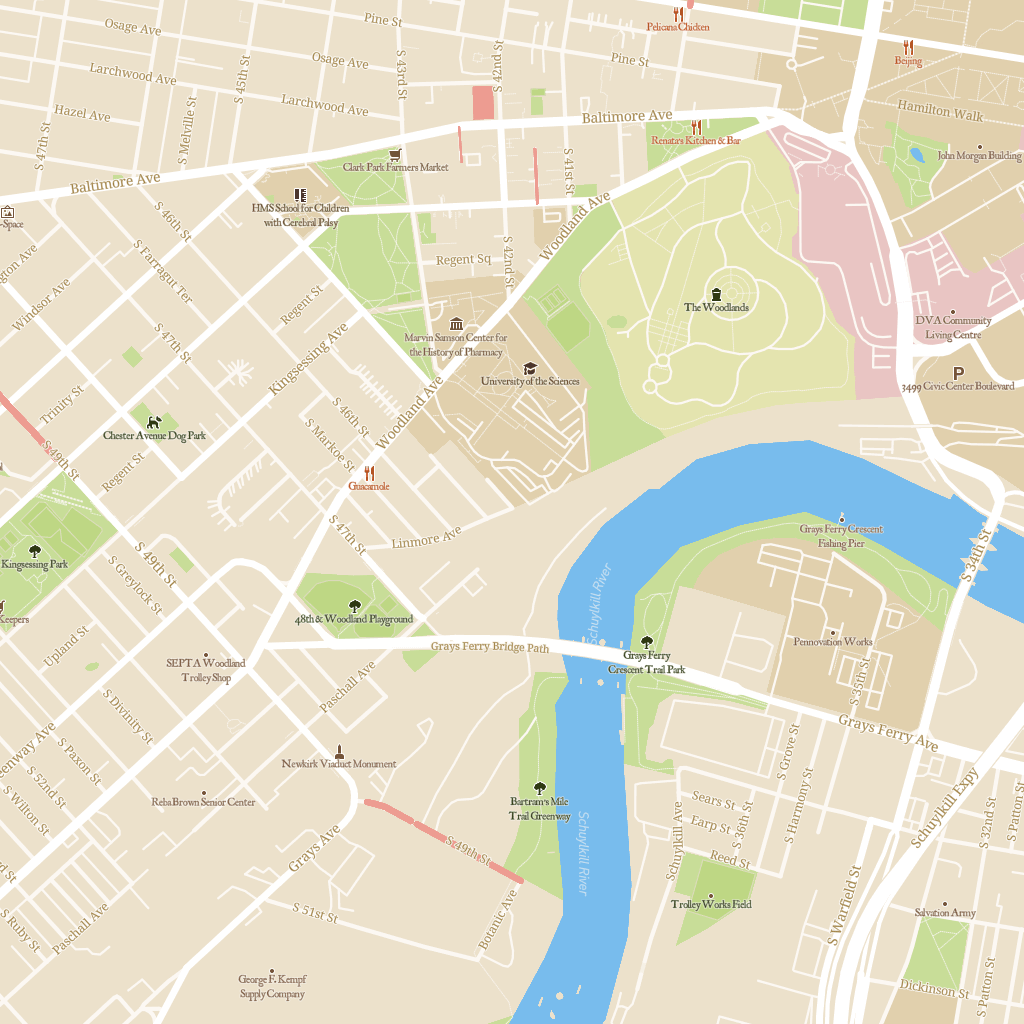 Pine St
Osage Ave
S 42nd St
S 43rd St
Pelicana Chicken
Beijing
Osage Ave
Pine St
S 45th St
Larchwood Ave
Larchwood Ave
Hazel Ave
Hamilton Walk
Baltimore Ave
S Melville St
S 47th St
Renata's Kitchen & Bar
John Morgan Building
Clark Park Farmers Market
S 41st St
Baltimore Ave
HMS School for Children
with Cerebral Palsy
-Space
S 46th St
Woodland Ave
S 42nd St
Regent Sq
S Farragut Ter
Windsor Ave
Regent St
The Woodlands
DVA Community
Living Centre
S 47th St
Kingsessing Ave
Marvin Samson Center for
the History of Pharmacy
P
University of the Sciences
3499 Civic Center Boulevard
Trinity St
S 46th St
Woodland Ave
Chester Avenue Dog Park
S Markoe St
S 49th St
Regent St
Guacamole
S 47th St
Linmore Ave
Grays Ferry Crescent
Fishing Pier
S 34th St
Kingsessing Park
S 49th St
S Greylock St
Schuylkill River
Keepers
48th & Woodland Playground
Upland St
Grays Ferry Bridge Path
Pennovation Works
Grays Ferry
Crescent Trail Park
SEPTA Woodland
Trolley Shop
Paschall Ave
S 35th St
S Divinity St
Grays Ferry Ave
S Grove St
Greenway Ave
S Paxon St
Newkirk Viaduct Monument
S 52nd St
Schuylkill Expy
Bartram's Mile
Trail Greenway
RebaBrown Senior Center
S Wilton St
Sears St
S Harmony St
S 32nd St
S Patton St
Earp St
S 36th St
Schuylkill Ave
Grays Ave
S 49th St
Schuylkill River
Reed St
Trolley Works Field
S Warfield St
Salvation Army
S 51st St
Botanic Ave
S Ruby St
Paschall Ave
George F. Kempf
Supply Company
Dickinson St
S Patton St